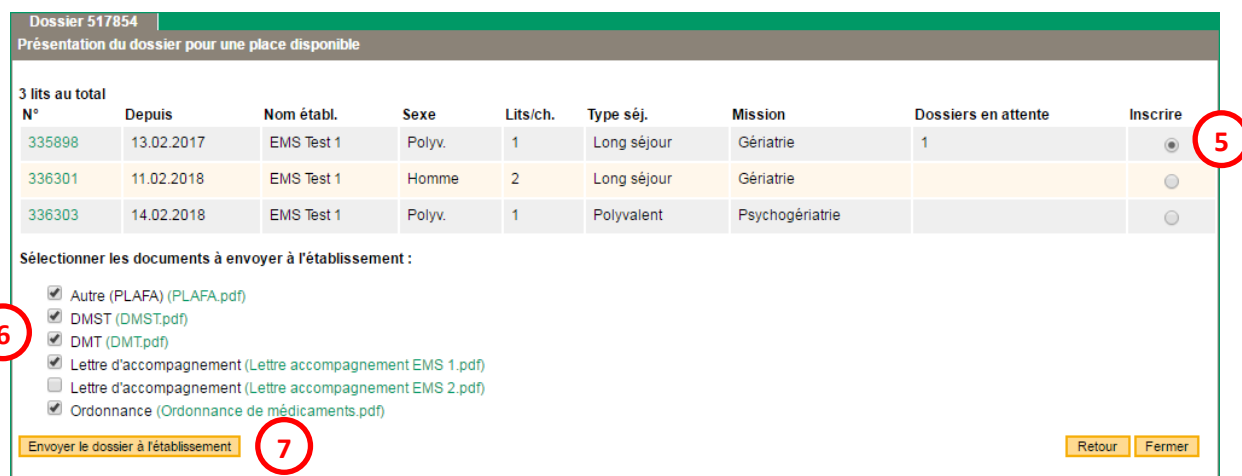 Dossier 517854
Présentation du dossier pour une place disponible
3 lits au total
N° Depuis Nom établ. Sexe Lits/ch. Type séj. Mission Dossiers en attente Inscrire
335898 13.02.2017 EMS Test 1 Polyv. 1 Long séjour Gériatrie 1 5
336301 11.02.2018 EMS Test 1 Homme 2 Long séjour Gériatrie
336303 14.02.2018 EMS Test 1 Polyv. 1 Polyvalent Psychogériatrie
Sélectionner les documents à envoyer à l'établissement :
Autre (PLAFA) (PLAFA.pdf)
DMST (DMST.pdf)
6 DMT (DMT.pdf)
Lettre d'accompagnement (Lettre accompagnement EMS 1.pdf)
Lettre d'accompagnement (Lettre accompagnement EMS 2.pdf)
Ordonnance (Ordonnance de médicaments.pdf)
Envoyer le dossier à l'établissement 7 Retour Fermer